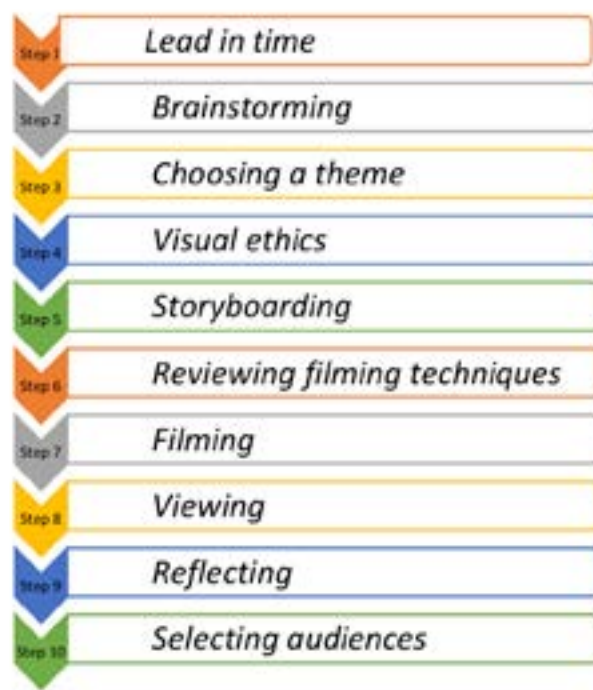 Step 1 Lead in time
Step 2 Brainstorming
Step 3 Choosing a theme
Step 4 Visual ethics
Step 5 Storyboarding
Step 6 Reviewing filming techniques
Step 7 Filming
Step 8 Viewing
Step 9 Reflecting
Step 10 Selecting audiences